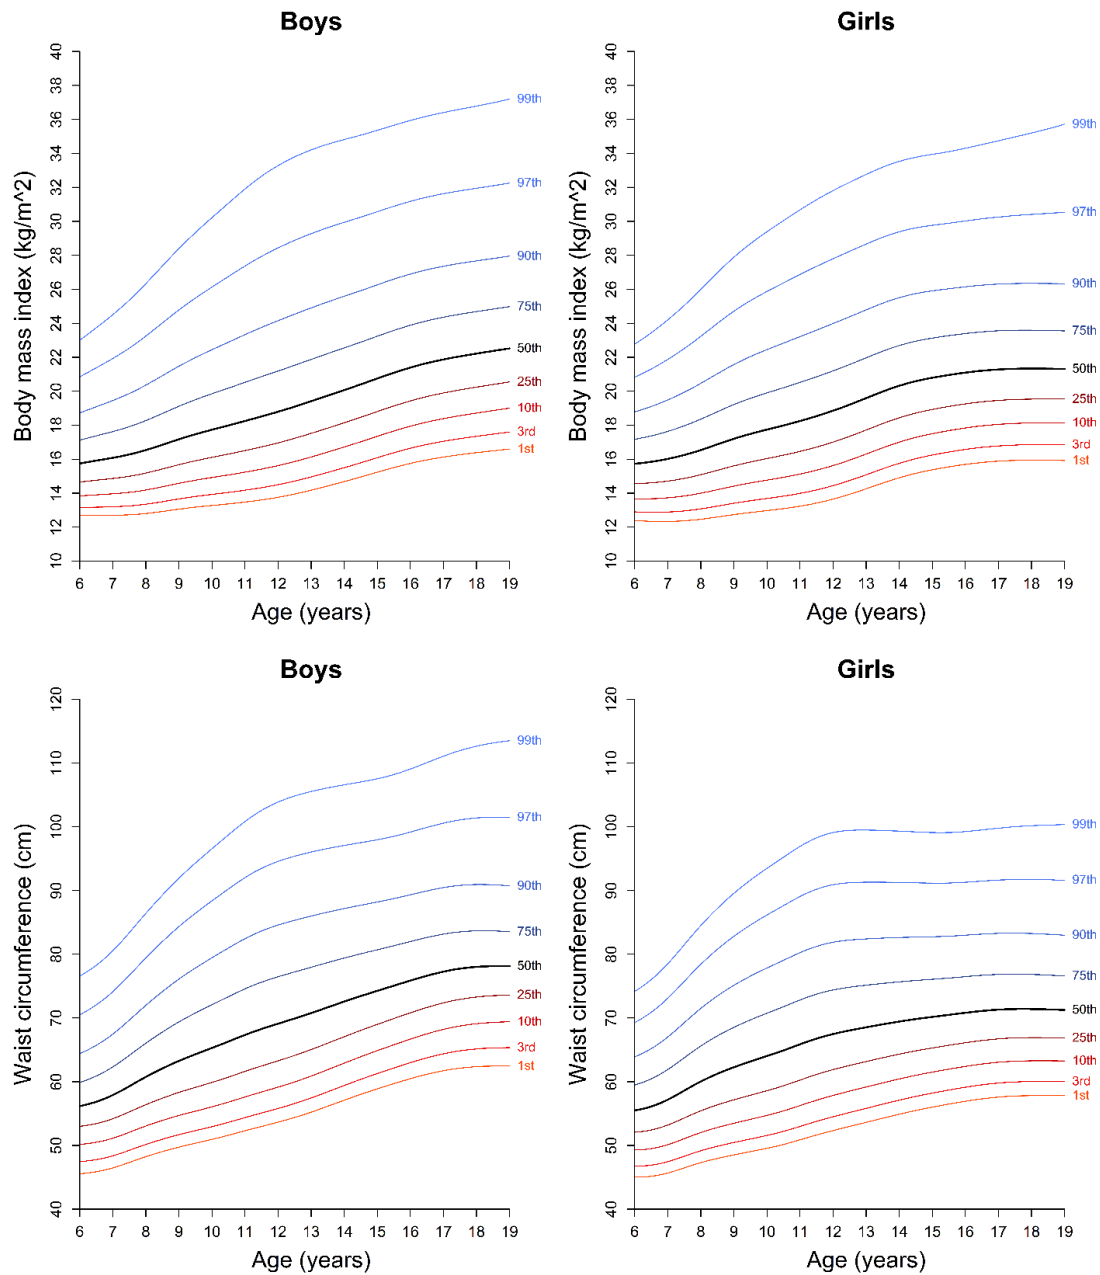 Boys
Body mass index (kg/m^2)
40
38
36
34
32
30
28
26
24
22
20
18
16
14
12
10
99th
97th
90th
75th
50th
25th
10th
3rd
1st
6 7 8 9 10 11 12 13 14 15 16 17 18 19
Age (years)
Girls
Body mass index (kg/m^2)
40
38
36
34
32
30
28
26
24
22
20
18
16
14
12
10
99th
97th
90th
75th
50th
25th
10th
3rd
1st
6 7 8 9 10 11 12 13 14 15 16 17 18 19
Age (years)
Boys
Waist circumference (cm)
120
110
100
90
80
70
60
50
40
99th
97th
90th
75th
50th
25th
10th
3rd
1st
6 7 8 9 10 11 12 13 14 15 16 17 18 19
Age (years)
Girls
Waist circumference (cm)
120
110
100
90
80
70
60
50
40
99th
97th
90th
75th
50th
25th
10th
3rd
1st
6 7 8 9 10 11 12 13 14 15 16 17 18 19
Age (years)